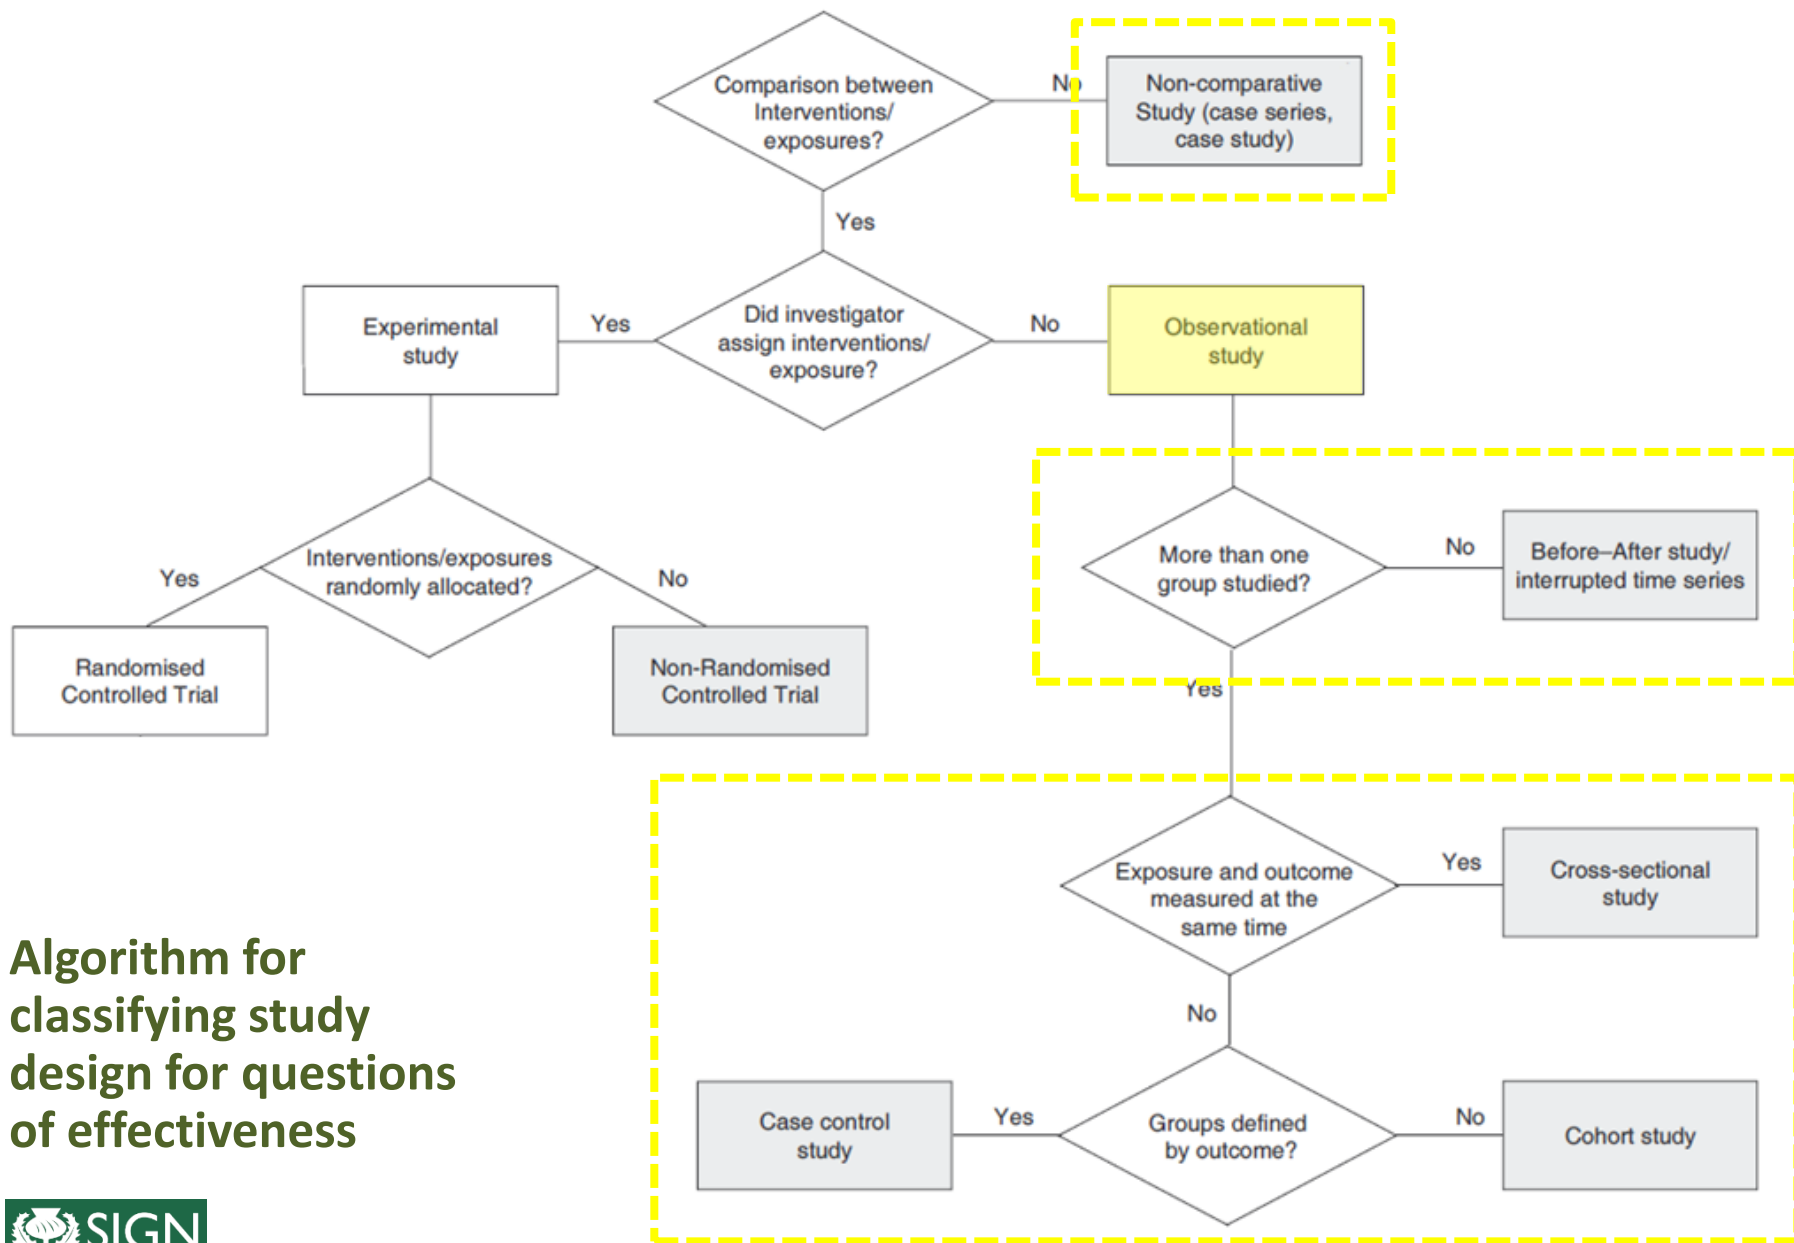 Comparison between
Interventions/
exposures?
No
Non-comparative
Study (case series,
case study)
Yes
Experimental
study
Yes
Did investigator
assign interventions/
exposure?
No
Observational
study
Interventions/exposures
randomly allocated?
Yes
No
More than one
group studied?
No
Before–After study/
interrupted time series
Randomised
Controlled Trial
Non-Randomised
Controlled Trial
Yes
Exposure and outcome
measured at the
same time
Yes
Cross-sectional
study
No
Algorithm for
classifying study
design for questions
of effectiveness
Case control
study
Yes
Groups defined
by outcome?
No
Cohort study
SIGN